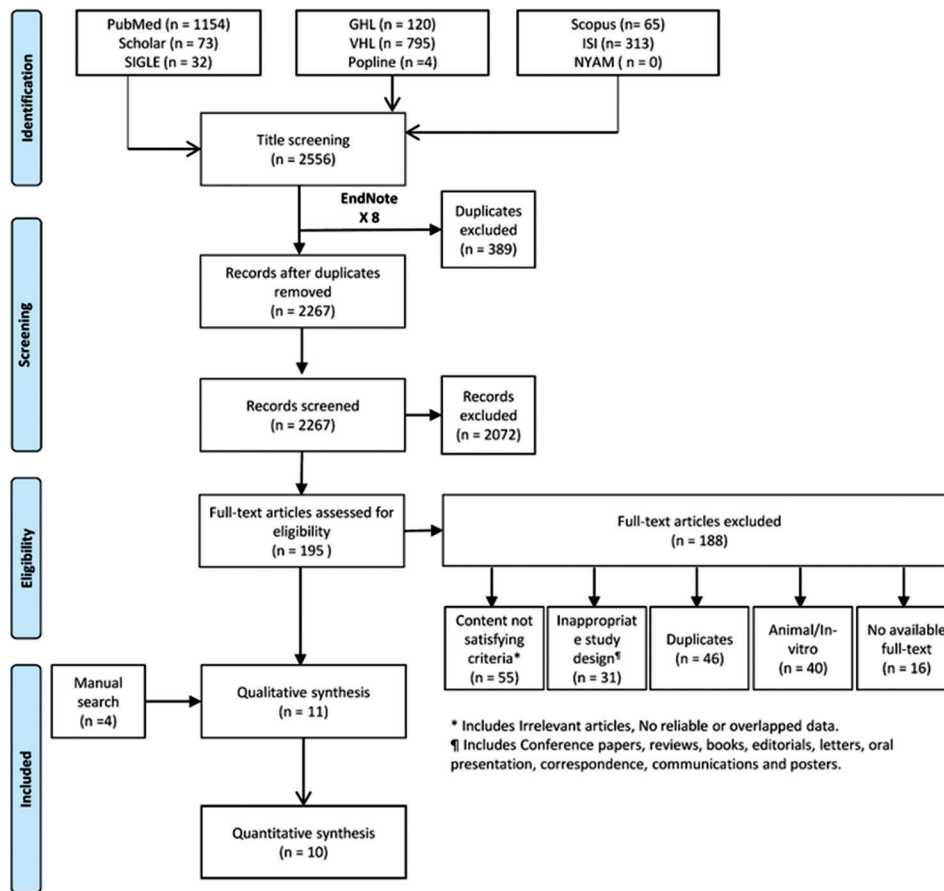 Identification
PubMed (n = 1154)
Scholar (n = 73)
SIGLE (n = 32)
GHL (n = 120)
VHL (n = 795)
Popline (n =4)
Scopus (n= 65)
ISI (n= 313)
NYAM ( n = 0)
Title screening
(n = 2556)
EndNote
X 8
Duplicates
excluded
(n = 389)
Screening
Records after duplicates
removed
(n = 2267)
Records screened
(n = 2267)
Records
excluded
(n = 2072)
Eligibility
Full-text articles assessed for
eligibility
(n = 195 )
Full-text articles excluded
(n = 188)
Content not
satisfying
criteria*
(n = 55)
Inappropriat
e study
design¶
(n = 31)
Duplicates
(n = 46)
Animal/In-
vitro
(n = 40)
No available
full-text
(n = 16)
Included
Manual
search
(n =4)
Qualitative synthesis
(n = 11)
* Includes Irrelevant articles, No reliable or overlapped data.
¶ Includes Conference papers, reviews, books, editorials, letters, oral
presentation, correspondence, communications and posters.
Quantitative synthesis
(n = 10)